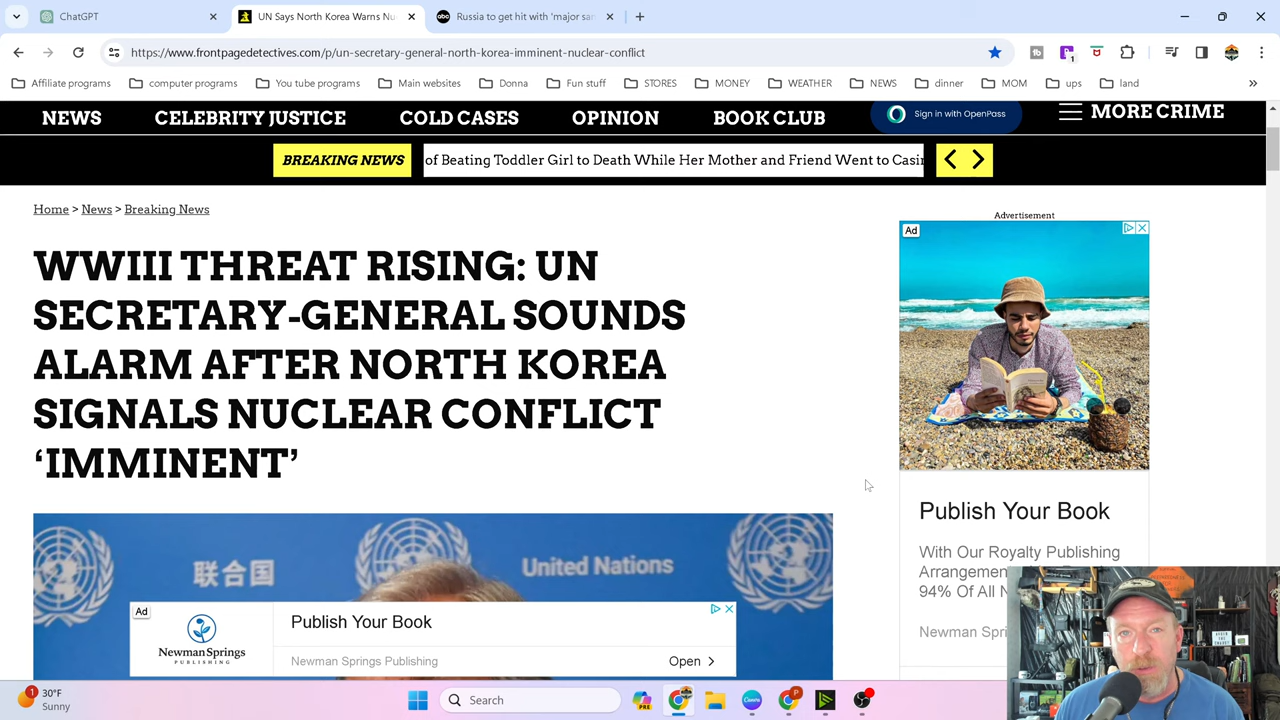 ChatGPT
UN Says North Korea Warns Nu
Russia to get hit with 'major sar
https://www.frontpagedetectives.com/p/un-secretary-general-north-korea-imminent-nuclear-conflict
1
Affiliate programs
computer programs
You tube programs
Main websites
Donna
Fun stuff
STORES
MONEY
WEATHER
NEWS
dinner
MOM
ups
land
NEWS
CELEBRITY JUSTICE
COLD CASES
OPINION
BOOK CLUB
Sign in with OpenPass
MORE CRIME
BREAKING NEWS
of Beating Toddler Girl to Death While Her Mother and Friend Went to Casin
Home > News > Breaking News
Advertisement
Ad
WWIII THREAT RISING: UN
SECRETARY-GENERAL SOUNDS
ALARM AFTER NORTH KOREA
SIGNALS NUCLEAR CONFLICT
‘IMMINENT’
Publish Your Book
With Our Royalty Publishing
Arrangemen
94% Of All N
Newman Spri
联合国
United Nations
Ad
Newman Springs
PUBLISHING
Publish Your Book
Newman Springs Publishing
Open
1
30°F
Sunny
Search
PRE
P